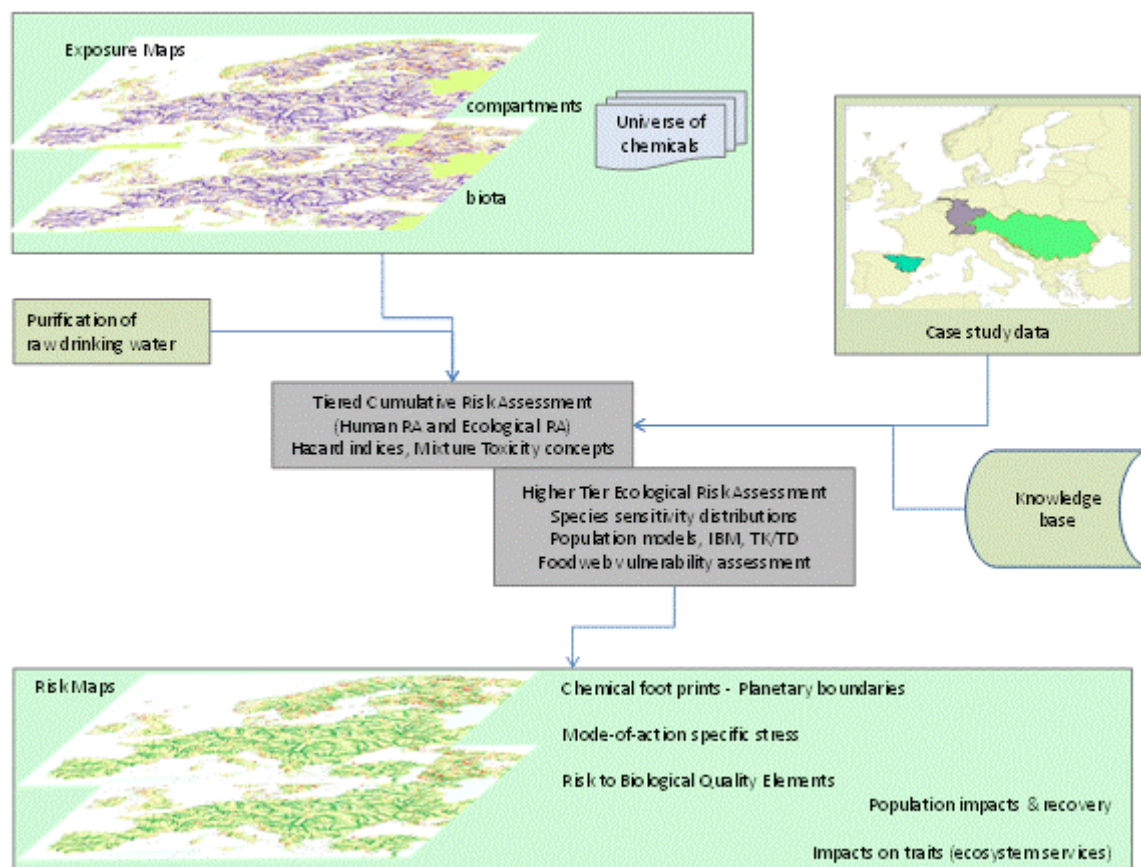 Exposure Maps
compartments
biota
Universe of
chemicals
Case study data
Purification of
raw drinking water
Tiered Cumulative Risk Assessment
(Human RA and Ecological RA)
Hazard indices, Mixture Toxicity concepts
Higher Tier Ecological Risk Assessment
Species sensitivity distributions
Population models, IBM, TK/TD
Food web vulnerability assessment
Knowledge
base
Risk Maps
Chemical foot prints - Planetary boundaries
Mode-of-action specific stress
Risk to Biological Quality Elements
Population impacts & recovery
Impacts on traits (ecosystem services)